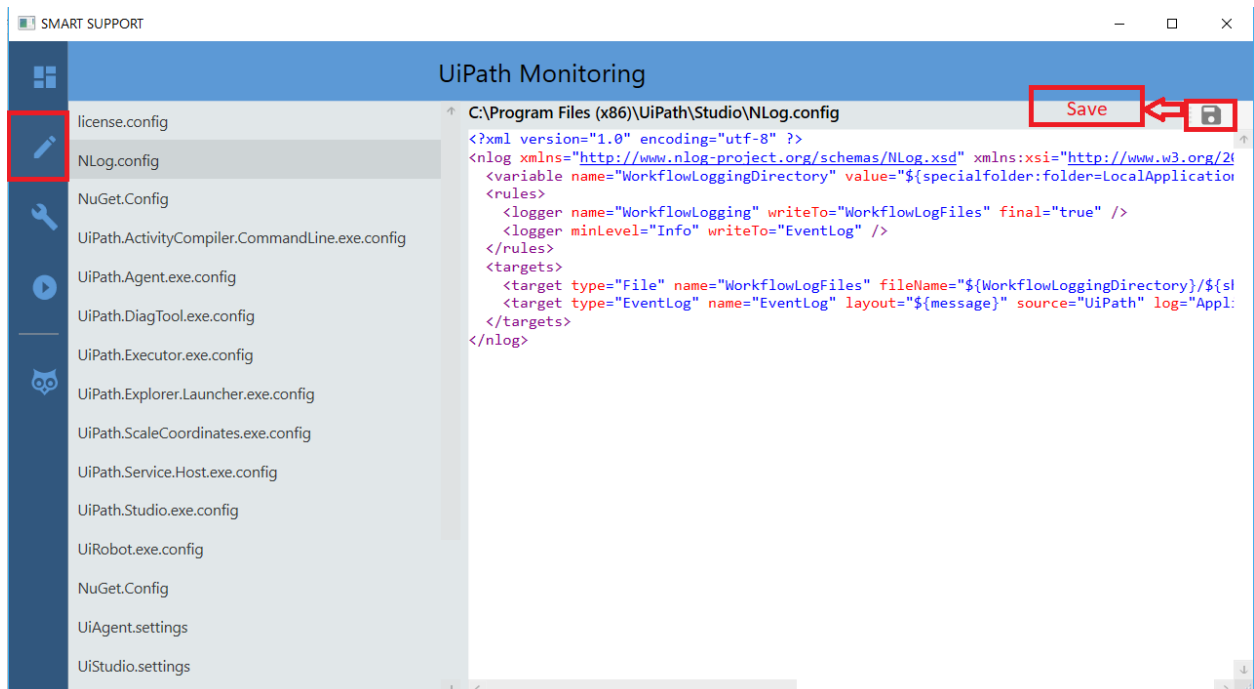 SMART SUPPORT
UiPath Monitoring
license.config
NLog.config
NuGet.Config
UiPath.ActivityCompiler.CommandLine.exe.config
UiPath.Agent.exe.config
UiPath.DiagTool.exe.config
UiPath.Executor.exe.config
UiPath.Explorer.Launcher.exe.config
UiPath.ScaleCoordinates.exe.config
UiPath.Service.Host.exe.config
UiPath.Studio.exe.config
UiRobot.exe.config
NuGet.Config
UiAgent.settings
UiStudio.settings
C:\Program Files (x86)\UiPath\Studio\NLog.config
Save
<?xml version="1.0" encoding="utf-8" ?>
<nlog xmlns="http://www.nlog-project.org/schemas/NLog.xsd" xmlns:xsi="http://www.w3.org/20
<variable name="WorkflowLoggingDirectory" value="${specialfolder:folder=LocalApplication
<rules>
<logger name="WorkflowLogging" writeTo="WorkflowLogFiles" final="true" />
<logger minLevel="Info" writeTo="EventLog" />
</rules>
<targets>
<target type="File" name="WorkflowLogFiles" fileName="${WorkflowLoggingDirectory}/${sh
<target type="EventLog" name="EventLog" layout="${message}" source="UiPath" log="Appli
</targets>
</nlog>